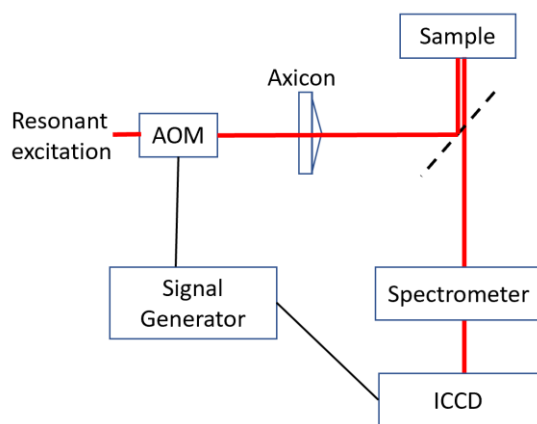 Sample
Axicon
Resonant
excitation
AOM
Signal
Generator
Spectrometer
ICCD